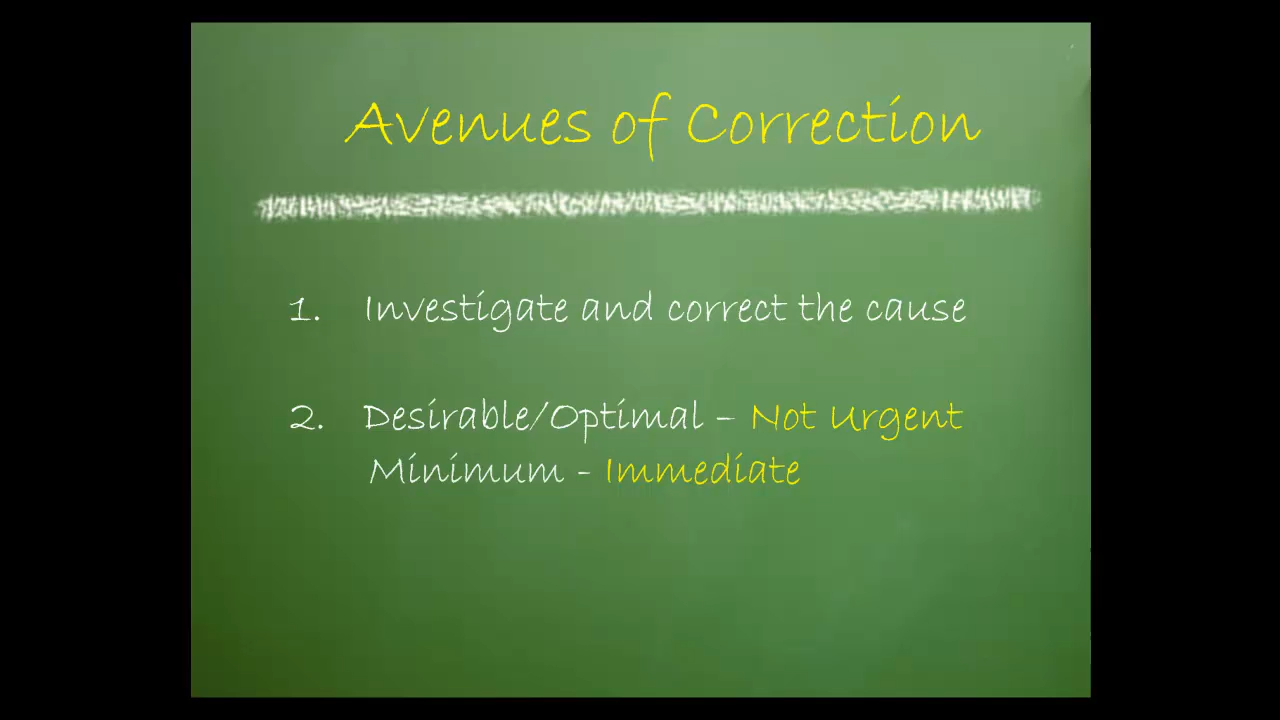 Avenues of Correction
1. Investigate and correct the cause
2. Desirable/Optimal – Not Urgent
Minimum - Immediate